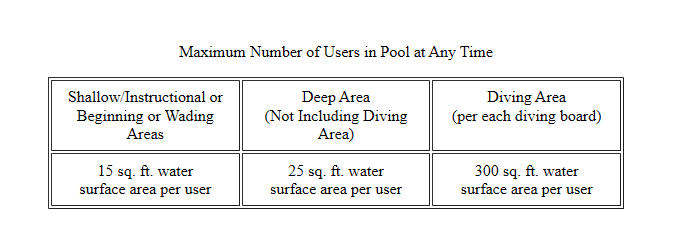 Maximum Number of Users in Pool at Any Time
Shallow/Instructional or
Beginning or Wading
Areas
Deep Area
(Not Including Diving
Area)
Diving Area
(per each diving board)
15 sq. ft. water
surface area per user
25 sq. ft. water
surface area per user
300 sq. ft. water
surface area per user